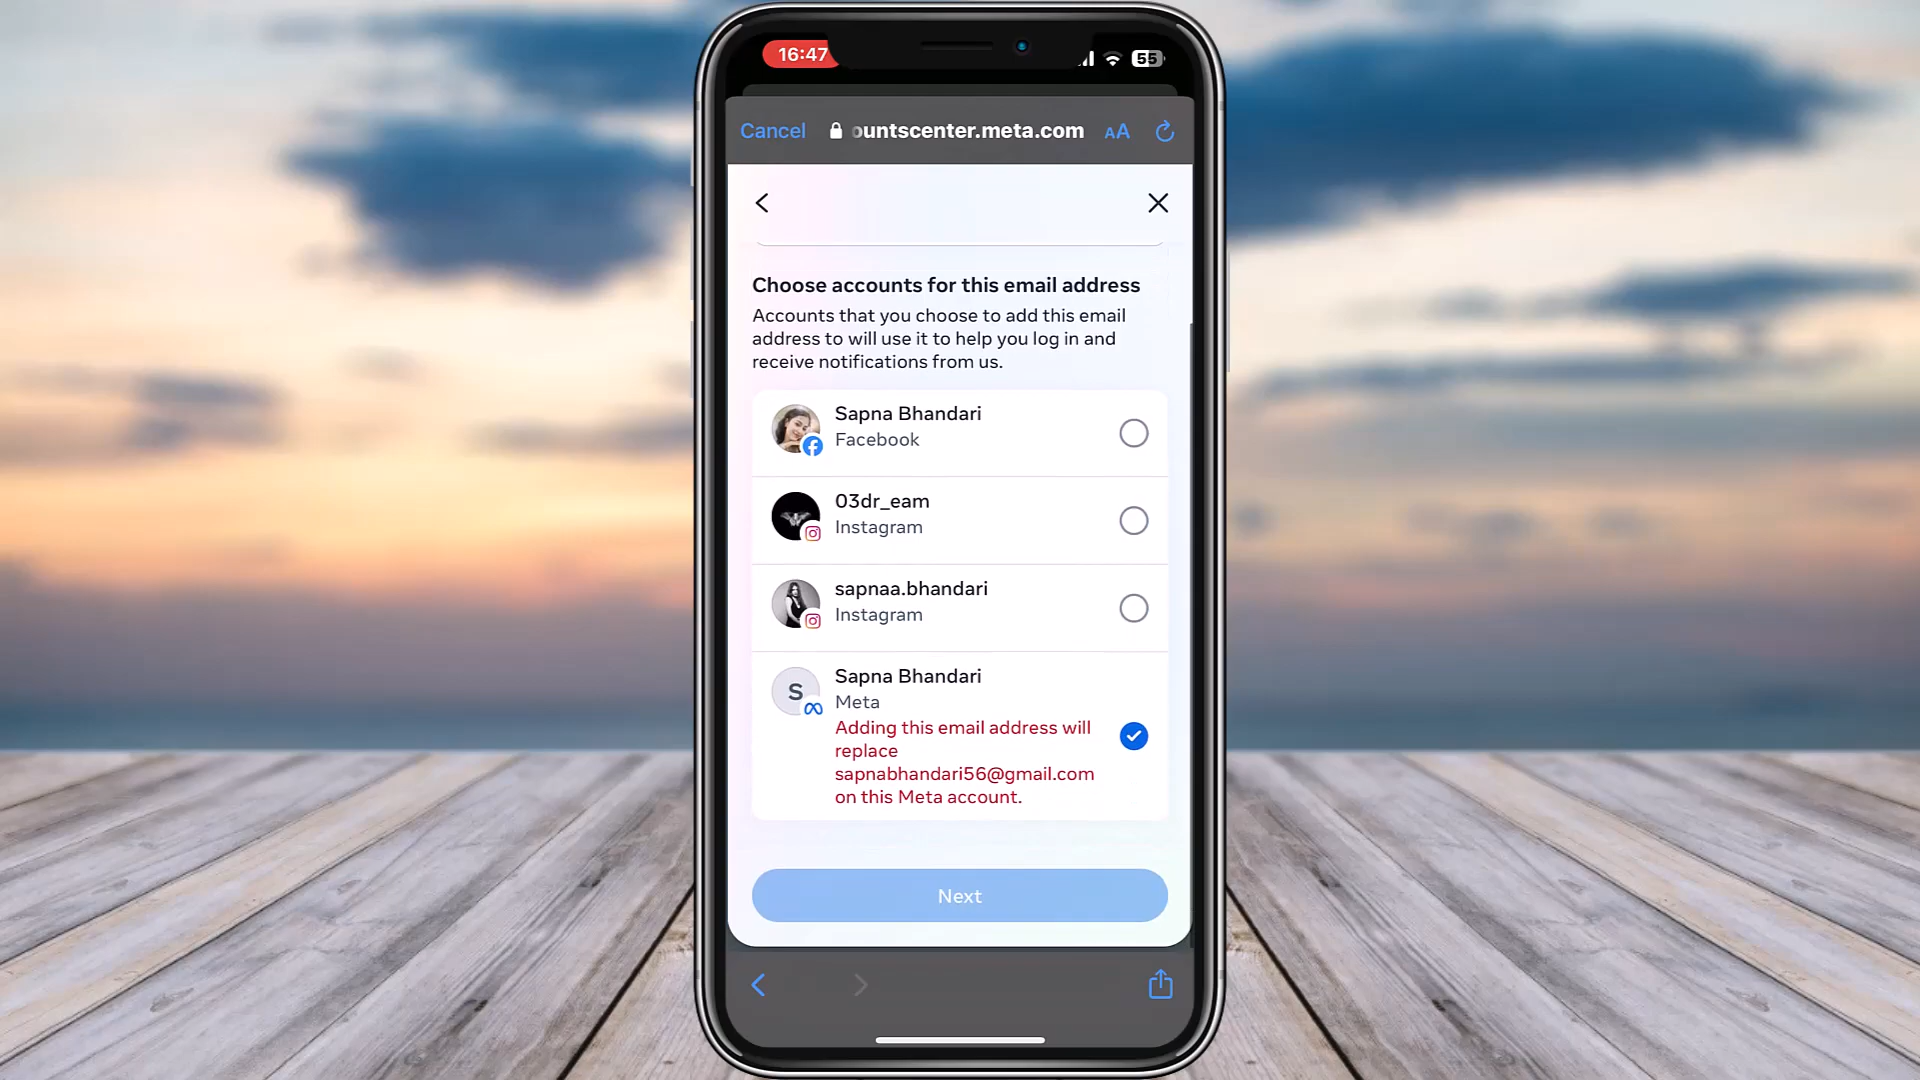 16:47
55
Cancel
ountscenter.meta.com
AA
Choose accounts for this email address
Accounts that you choose to add this email
address to will use it to help you log in and
receive notifications from us.
Sapna Bhandari
Facebook
03dr_eam
Instagram
sapnaa.bhandari
Instagram
S
Sapna Bhandari
Meta
Adding this email address will
replace
sapnabhandari56@gmail.com
on this Meta account.
Next